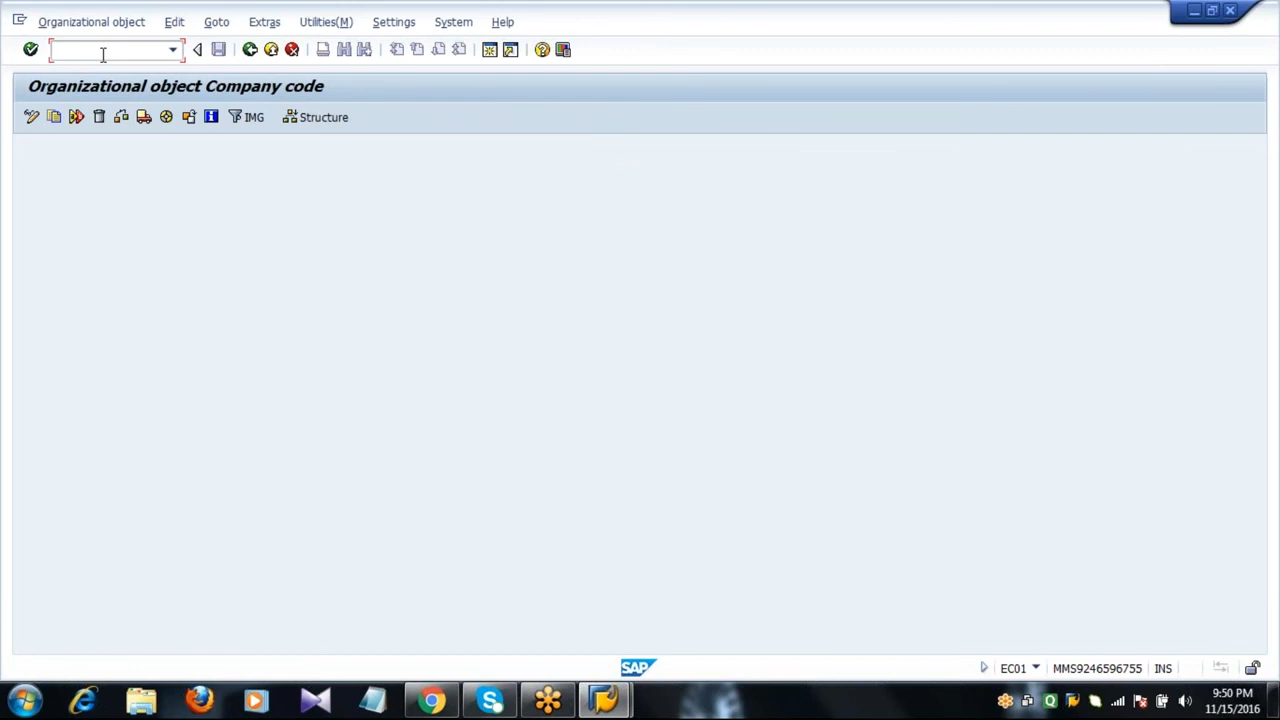 Organizational object Edit Goto Extras Utilities(M) Settings System Help
Organizational object Company code
IMG Structure
SAP
EC01 MMS9246596755 INS
9:50 PM
11/15/2016